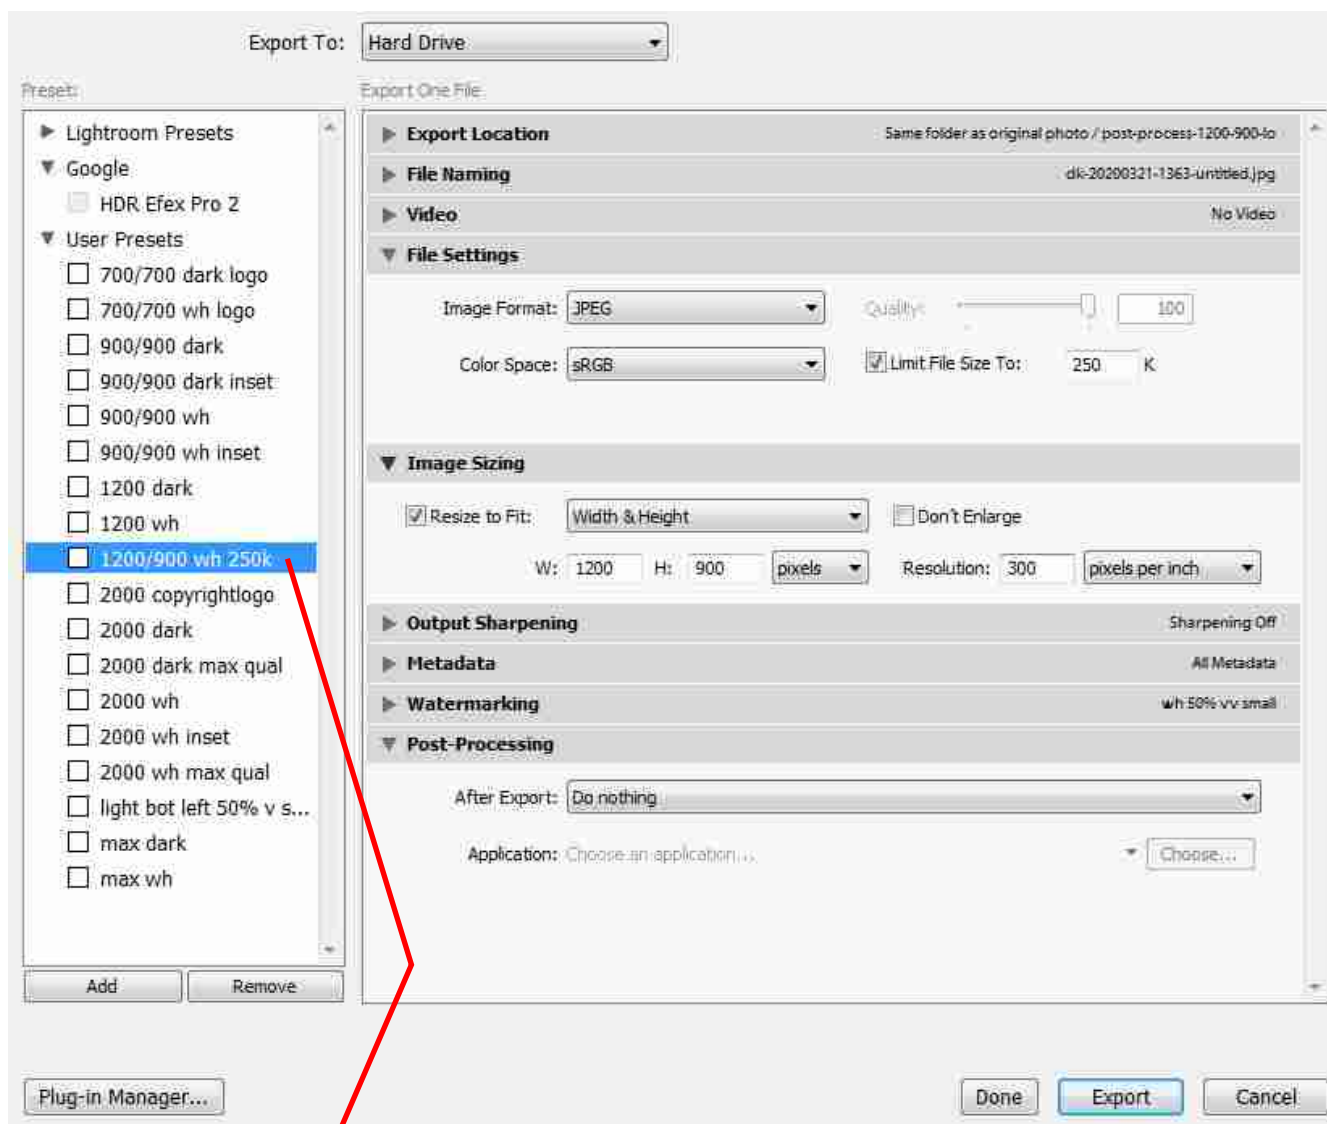 Export To: Hard Drive
Preset: Export One File
Lightroom Presets
Google
HDR Efex Pro 2
User Presets
700/700 dark logo
700/700 wh logo
900/900 dark
900/900 dark inset
900/900 wh
900/900 wh inset
1200 dark
1200 wh
1200/900 wh 250k
2000 copyrightlogo
2000 dark
2000 dark max qual
2000 wh
2000 wh inset
2000 wh max qual
light bot left 50% v s...
max dark
max wh
Add Remove
Export Location Same folder as original photo / post-process-1200-900-lo
File Naming dk-20200321-1363-untitled.jpg
Video No Video
File Settings
Image Format: JPEG Quality: 100
Color Space: sRGB Limit File Size To: 250 K
Image Sizing
Resize to Fit: Width & Height Don't Enlarge
W: 1200 H: 900 pixels Resolution: 300 pixels per inch
Output Sharpening Sharpening Off
Metadata All Metadata
Watermarking wh 50% vv small
Post-Processing
After Export: Do nothing
Application: Choose an application... Choose...
Plug-in Manager... Done Export Cancel